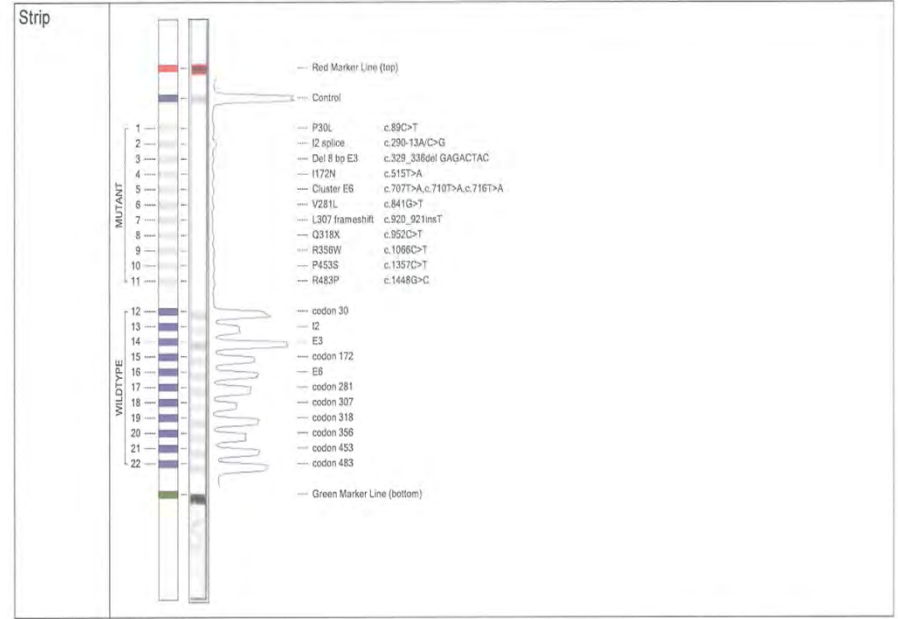 Strip
Red Marker Line (top)
Control
MUTANT
1 P30L c.89C>T
2 I2 splice c.290-13A/C>G
3 Del 8 bp E3 c.329_336del GAGACTAC
4 I172N c.515T>A
5 Cluster E6 c.707T>A,c.710T>A,c.716T>A
6 V281L c.841G>T
7 L307 frameshift c.920_921insT
8 Q318X c.952C>T
9 R356W c.1066C>T
10 P453S c.1357C>T
11 R483P c.1448G>C
WILDTYPE
12 codon 30
13 I2
14 E3
15 codon 172
16 E6
17 codon 281
18 codon 307
19 codon 318
20 codon 356
21 codon 453
22 codon 483
Green Marker Line (bottom)